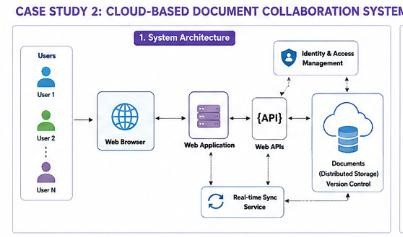 CASE STUDY 2: CLOUD-BASED DOCUMENT COLLABORATION SYSTEM
1. System Architecture
Users
User 1
User 2
User N
Web Browser
Web Application
{API}
Web APIs
Identity & Access
Management
Documents
(Distributed Storage)
Version Control
Real-time Sync
Service